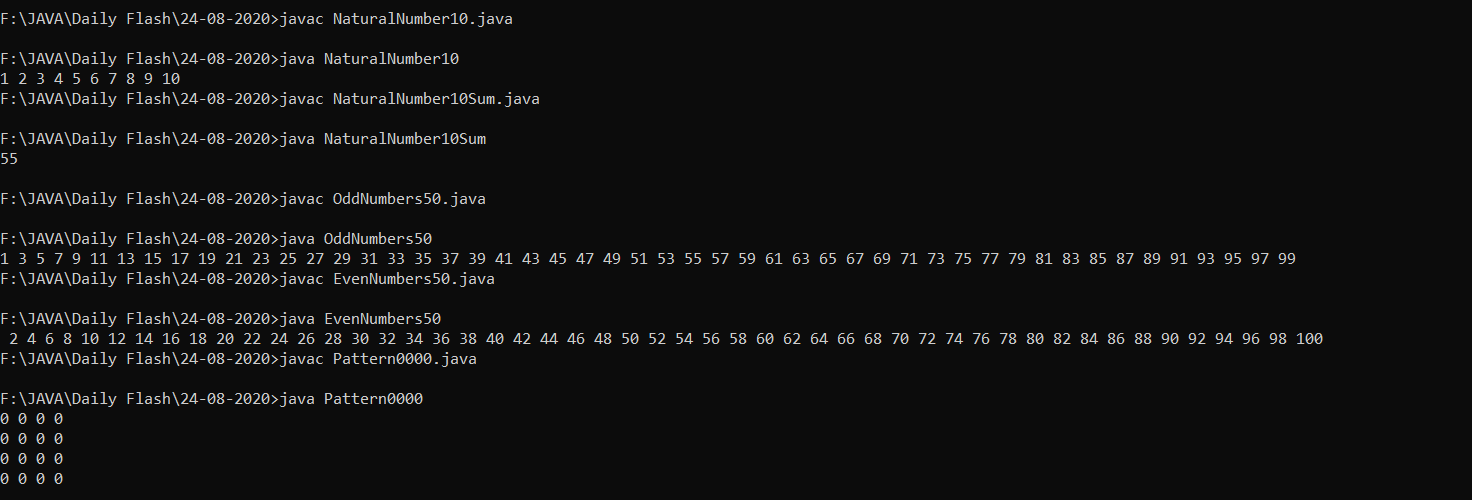 F:\JAVA\Daily Flash\24-08-2020>javac NaturalNumber10.java
F:\JAVA\Daily Flash\24-08-2020>java NaturalNumber10
1 2 3 4 5 6 7 8 9 10
F:\JAVA\Daily Flash\24-08-2020>javac NaturalNumber10Sum.java
F:\JAVA\Daily Flash\24-08-2020>java NaturalNumber10Sum
55
F:\JAVA\Daily Flash\24-08-2020>javac OddNumbers50.java
F:\JAVA\Daily Flash\24-08-2020>java OddNumbers50
1 3 5 7 9 11 13 15 17 19 21 23 25 27 29 31 33 35 37 39 41 43 45 47 49 51 53 55 57 59 61 63 65 67 69 71 73 75 77 79 81 83 85 87 89 91 93 95 97 99
F:\JAVA\Daily Flash\24-08-2020>javac EvenNumbers50.java
F:\JAVA\Daily Flash\24-08-2020>java EvenNumbers50
 2 4 6 8 10 12 14 16 18 20 22 24 26 28 30 32 34 36 38 40 42 44 46 48 50 52 54 56 58 60 62 64 66 68 70 72 74 76 78 80 82 84 86 88 90 92 94 96 98 100
F:\JAVA\Daily Flash\24-08-2020>javac Pattern0000.java
F:\JAVA\Daily Flash\24-08-2020>java Pattern0000
0 0 0 0
0 0 0 0
0 0 0 0
0 0 0 0